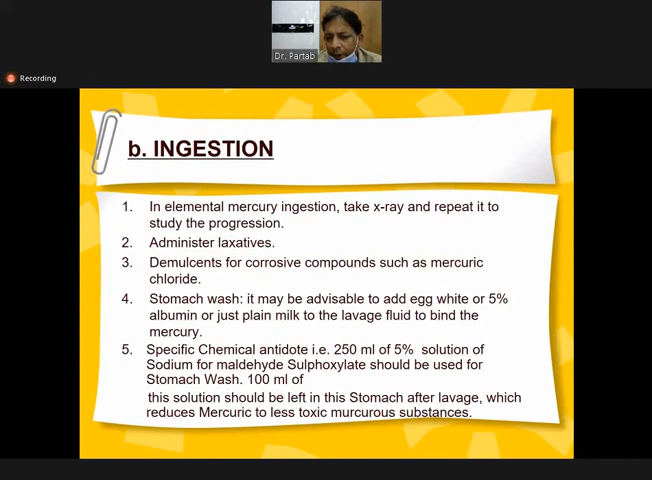 Dr. Partab
Recording
b. INGESTION
1. In elemental mercury ingestion, take x-ray and repeat it to
study the progression.
2. Administer laxatives.
3. Demulcents for corrosive compounds such as mercuric
chloride.
4. Stomach wash: it may be advisable to add egg white or 5%
albumin or just plain milk to the lavage fluid to bind the
mercury.
5. Specific Chemical antidote i.e. 250 ml of 5% solution of
Sodium for maldehyde Sulphoxylate should be used for
Stomach Wash. 100 ml of
this solution should be left in this Stomach after lavage, which
reduces Mercuric to less toxic murcurous substances.